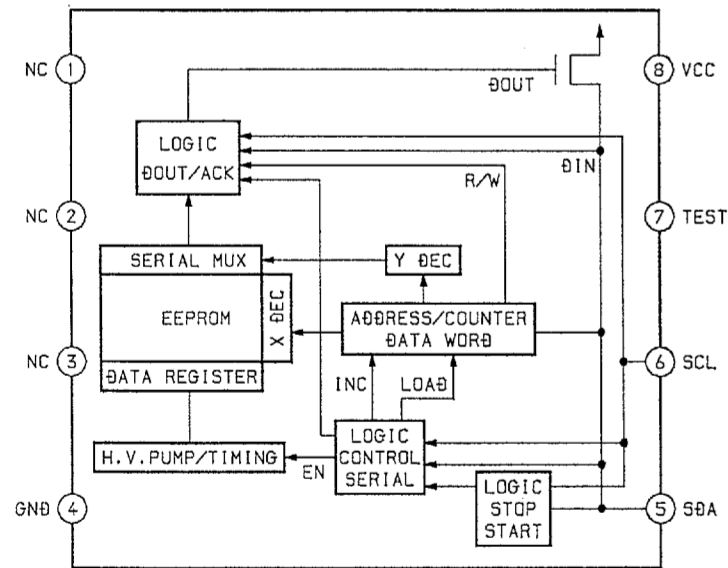 NC 1
8 VCC
DOUT
LOGIC
DOUT/ACK
DIN
R/W
NC 2
7 TEST
SERIAL MUX
Y DEC
EEPROM
X DEC
ADDRESS/COUNTER
DATA WORD
NC 3
6 SCL
DATA REGISTER
INC
LOAD
LOGIC
CONTROL
SERIAL
H.V.PUMP/TIMING
EN
LOGIC
STOP
START
GND 4
5 SDA